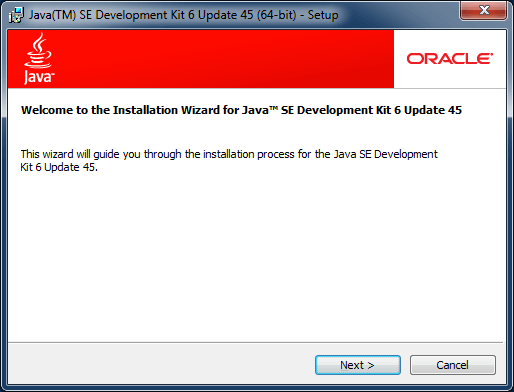 Java(TM) SE Development Kit 6 Update 45 (64-bit) - Setup
Java™
ORACLE®
Welcome to the Installation Wizard for Java™ SE Development Kit 6 Update 45
This wizard will guide you through the installation process for the Java SE Development
Kit 6 Update 45.
Next >
Cancel